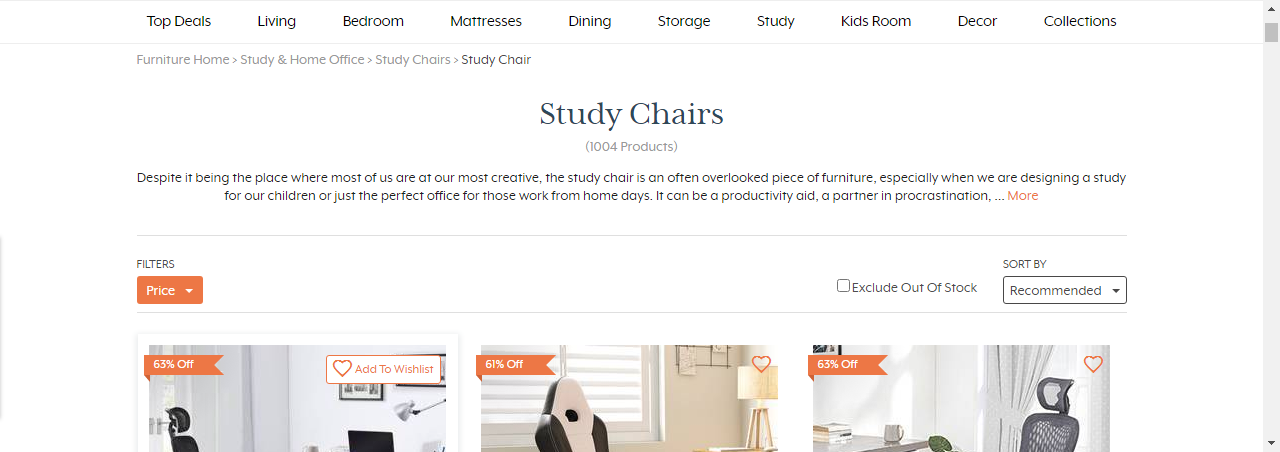 Top Deals Living Bedroom Mattresses Dining Storage Study Kids Room Decor Collections
Furniture Home > Study & Home Office > Study Chairs > Study Chair
Study Chairs
(1004 Products)
Despite it being the place where most of us are at our most creative, the study chair is an often overlooked piece of furniture, especially when we are designing a study
for our children or just the perfect office for those work from home days. It can be a productivity aid, a partner in procrastination, ... More
FILTERS
Price
Exclude Out Of Stock
SORT BY
Recommended
63% Off
Add To Wishlist
61% Off
63% Off